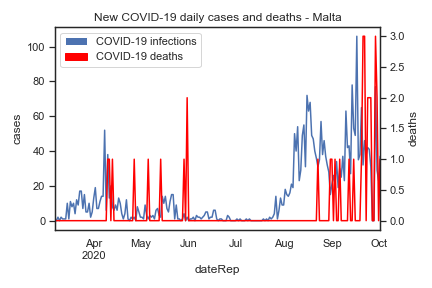 New COVID-19 daily cases and deaths - Malta
COVID-19 infections
COVID-19 deaths
100
80
60
40
20
0
cases
3.0
2.5
2.0
1.5
1.0
0.5
0.0
deaths
Apr May Jun Jul Aug Sep Oct
2020
dateRep